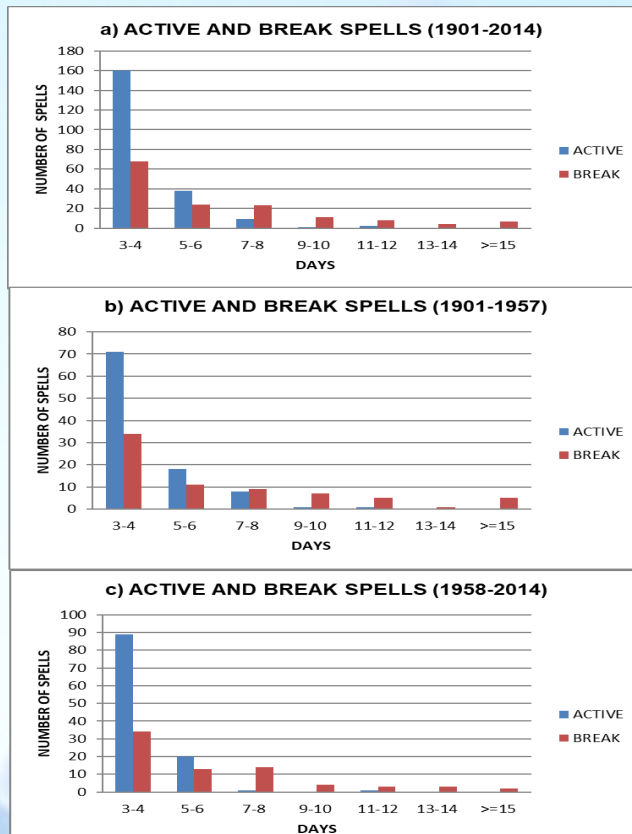 a) ACTIVE AND BREAK SPELLS (1901-2014)
NUMBER OF SPELLS
180
160
140
120
100
80
60
40
20
0
3-4 5-6 7-8 9-10 11-12 13-14 >=15
DAYS
ACTIVE
BREAK
b) ACTIVE AND BREAK SPELLS (1901-1957)
NUMBER OF SPELLS
80
70
60
50
40
30
20
10
0
3-4 5-6 7-8 9-10 11-12 13-14 >=15
DAYS
ACTIVE
BREAK
c) ACTIVE AND BREAK SPELLS (1958-2014)
NUMBER OF SPELLS
100
90
80
70
60
50
40
30
20
10
0
3-4 5-6 7-8 9-10 11-12 13-14 >=15
DAYS
ACTIVE
BREAK